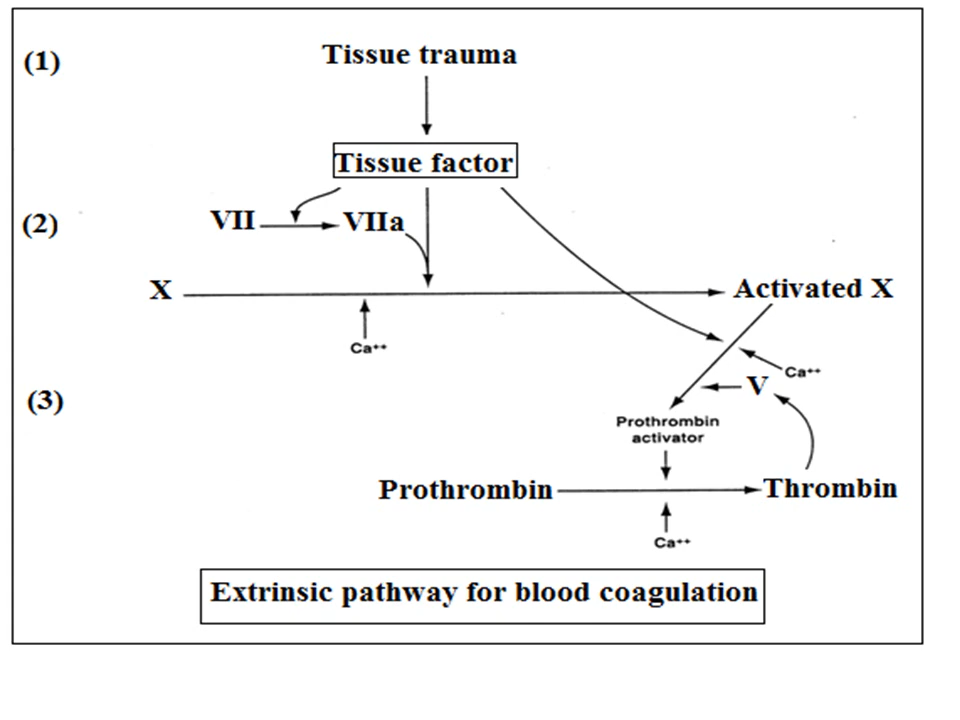 (1)
Tissue trauma
Tissue factor
(2)
VII
VIIa
X
Activated X
Ca++
Ca++
V
(3)
Prothrombin
activator
Prothrombin
Thrombin
Ca++
Extrinsic pathway for blood coagulation